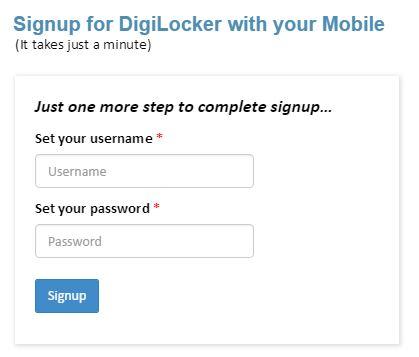 Signup for DigiLocker with your Mobile
(It takes just a minute)
Just one more step to complete signup...
Set your username *
Username
Set your password *
Password
Signup